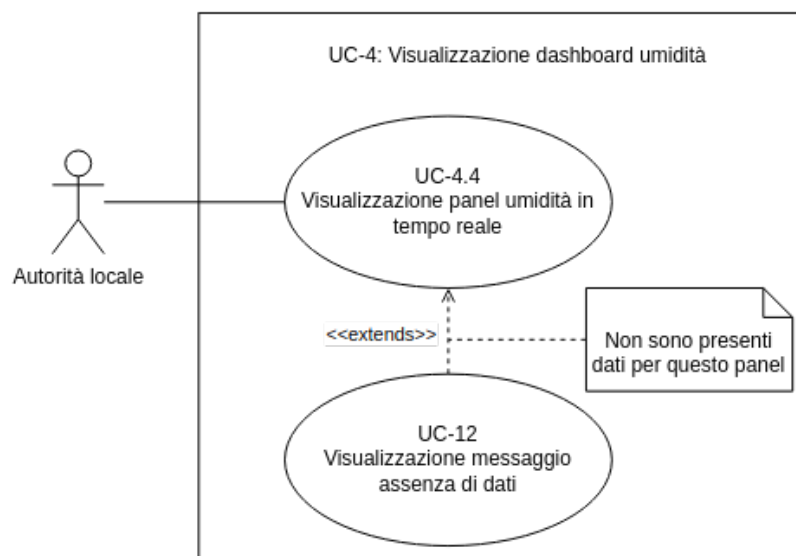 UC-4: Visualizzazione dashboard umidità
UC-4.4
Visualizzazione panel umidità in
tempo reale
Autorità locale
<<extends>>
Non sono presenti
dati per questo panel
UC-12
Visualizzazione messaggio
assenza di dati